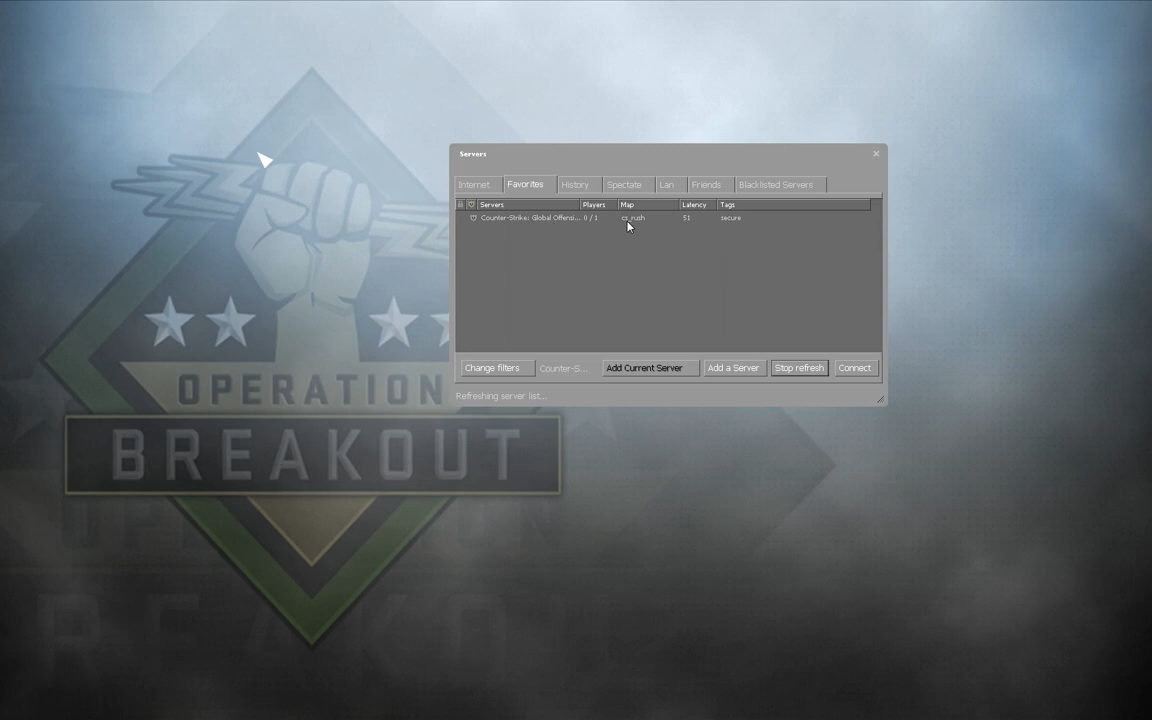 Servers
Internet Favorites History Spectate Lan Friends Blacklisted Servers
Servers Players Map Latency Tags
Counter-Strike: Global Offensi... 0 / 1 cs_rush 51 secure
Change filters Counter-S... Add Current Server Add a Server Stop refresh Connect
Refreshing server list...
OPERATION
BREAKOUT